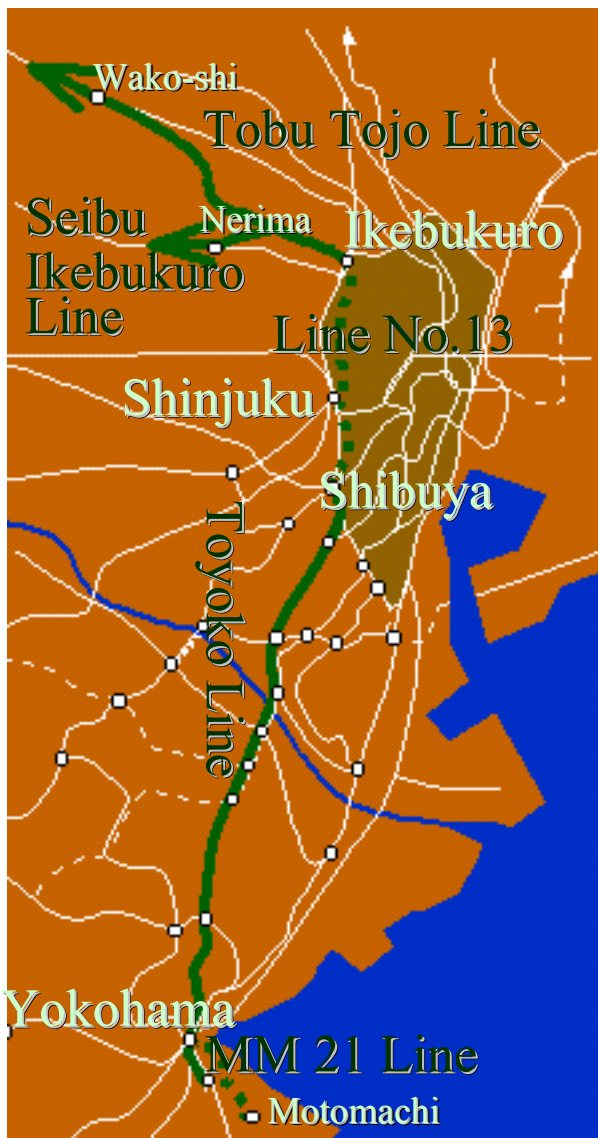 Wako-shi
Tobu Tojo Line
Seibu
Ikebukuro
Line
Nerima
Ikebukuro
Line No.13
Shinjuku
Shibuya
Toyoko Line
Yokohama
MM 21 Line
Motomachi